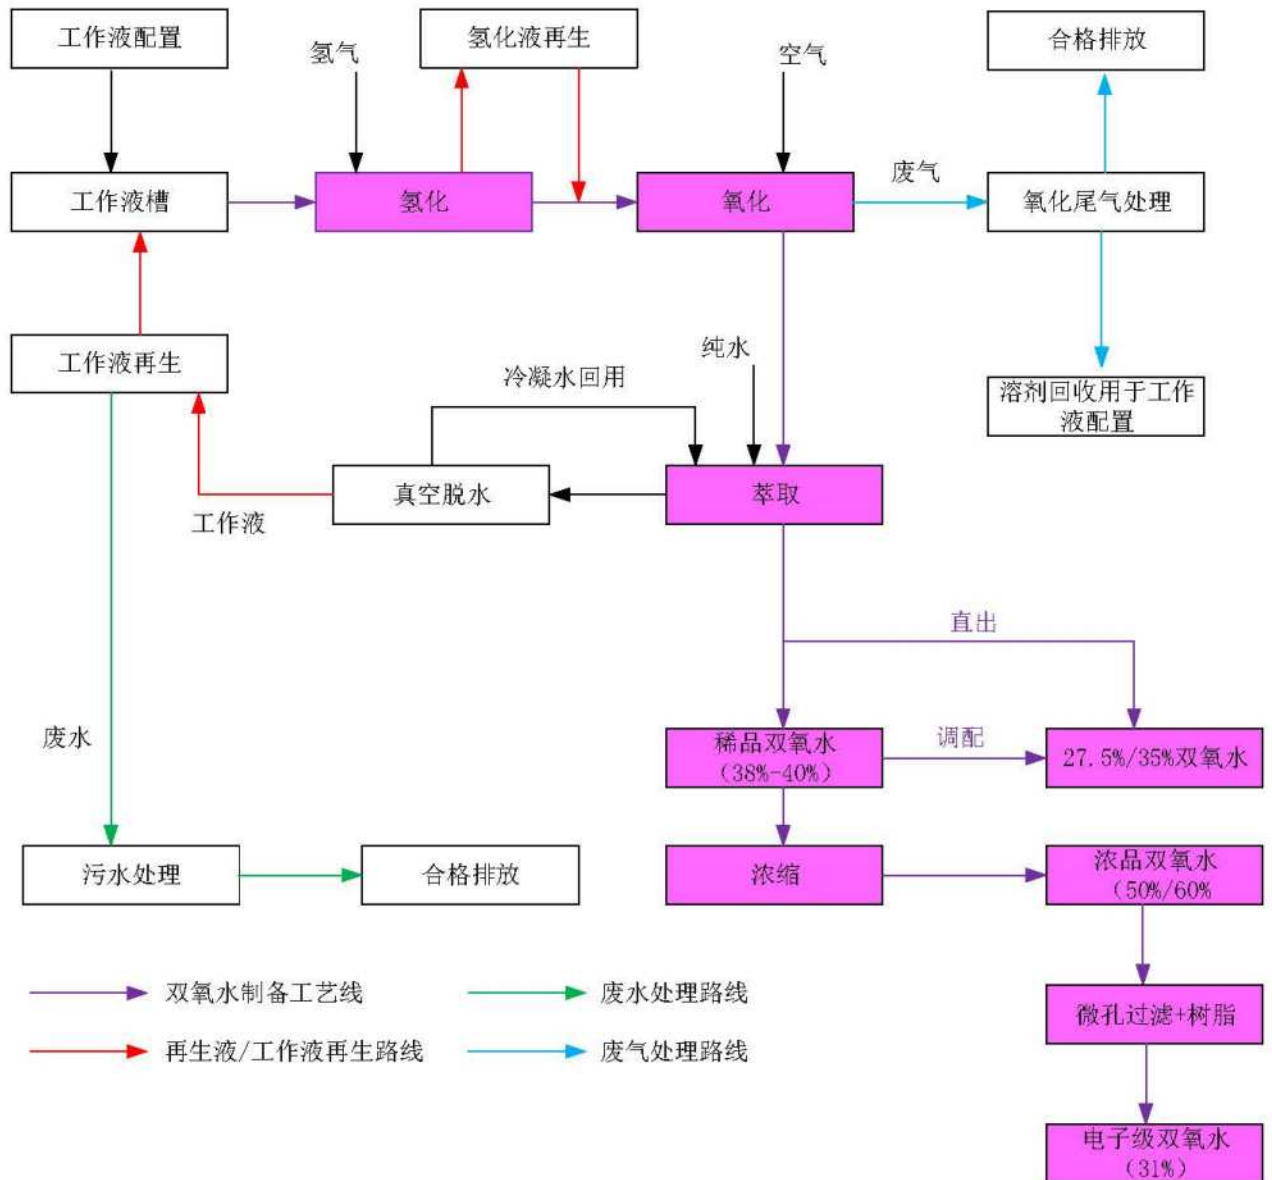 工作液配置
氢气
氢化液再生
空气
合格排放
工作液槽
氢化
氧化
废气
氧化尾气处理
工作液再生
冷凝水回用
纯水
溶剂回收用于工作
液配置
真空脱水
萃取
工作液
直出
废水
稀品双氧水
（38%-40%）
调配
27.5%/35%双氧水
污水处理
合格排放
浓缩
浓品双氧水
（50%/60%
双氧水制备工艺线
废水处理路线
微孔过滤+树脂
再生液/工作液再生路线
废气处理路线
电子级双氧水
（31%）